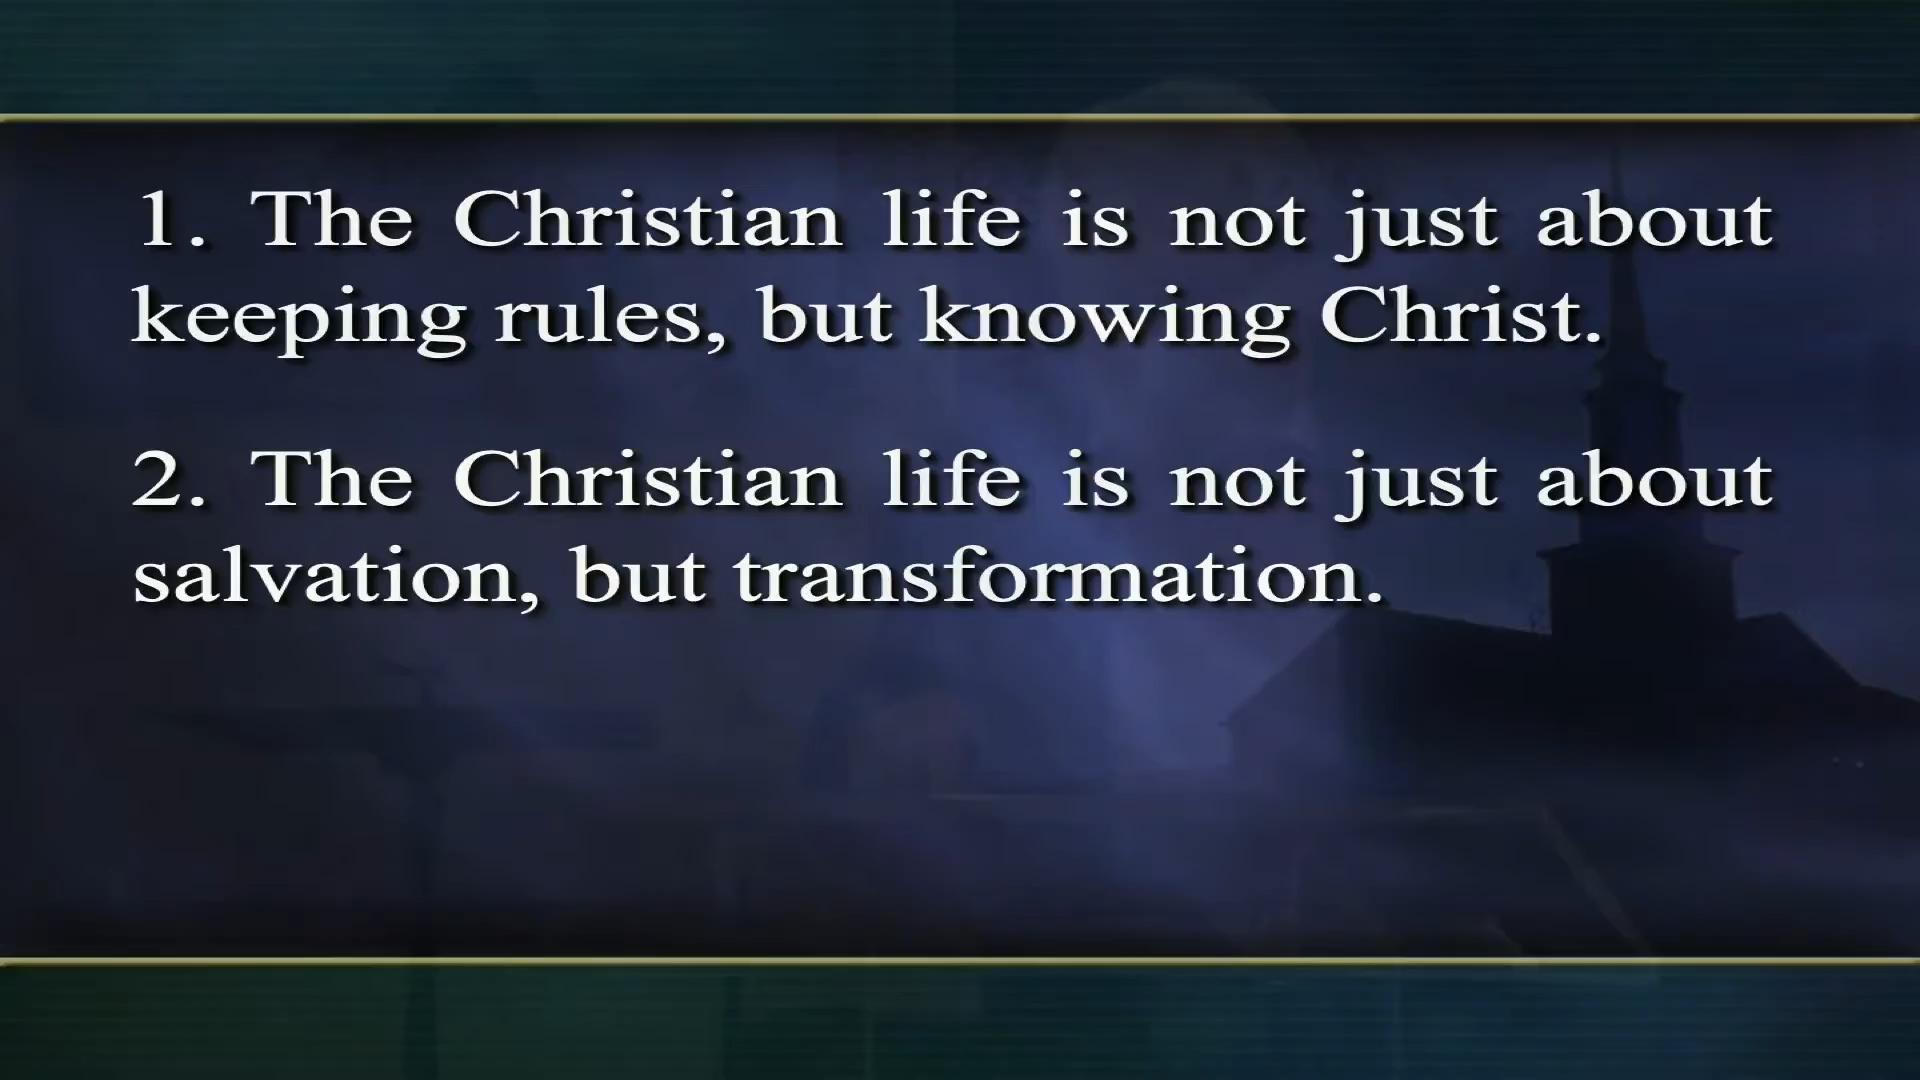 1. The Christian life is not just about
keeping rules, but knowing Christ.
2. The Christian life is not just about
salvation, but transformation.